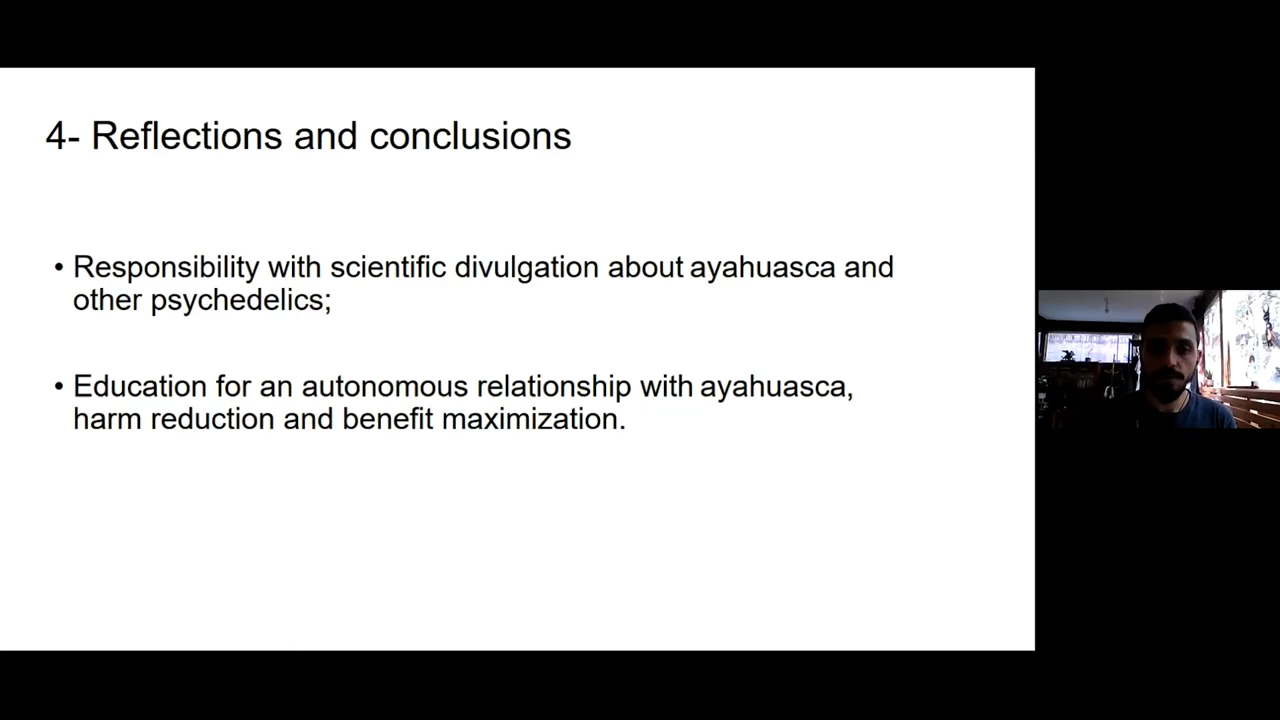 4- Reflections and conclusions
• Responsibility with scientific divulgation about ayahuasca and
other psychedelics;
• Education for an autonomous relationship with ayahuasca,
harm reduction and benefit maximization.